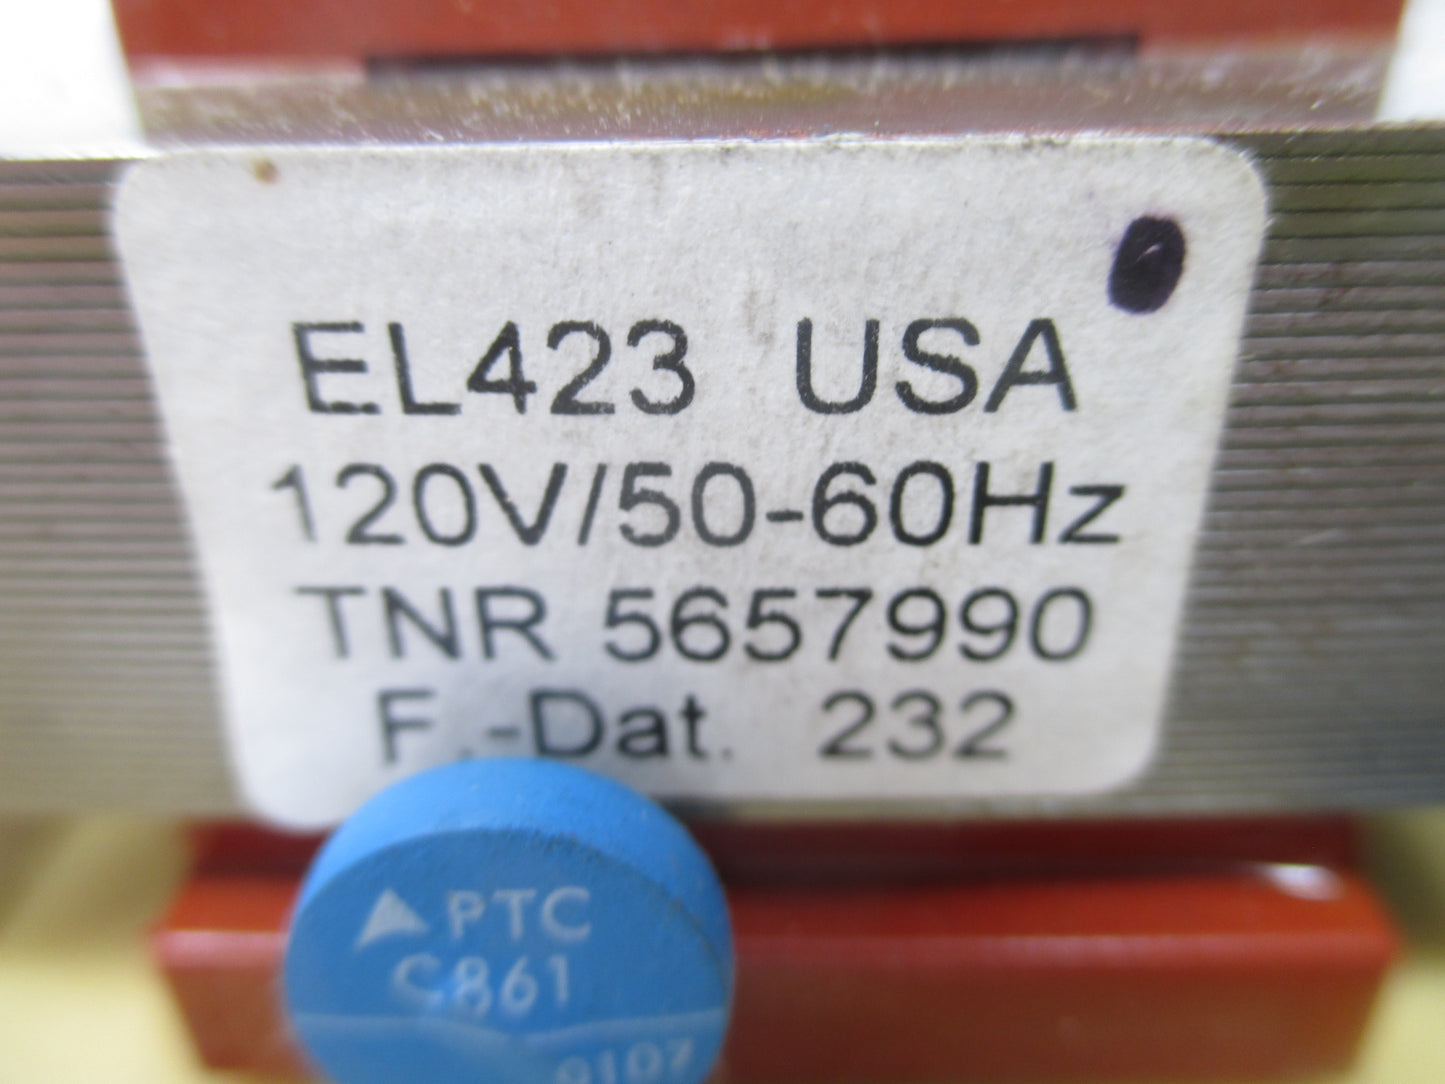 EL423 USA
120V/50-60Hz
TNR 5657990
F.-Dat. 232
PTC
C861